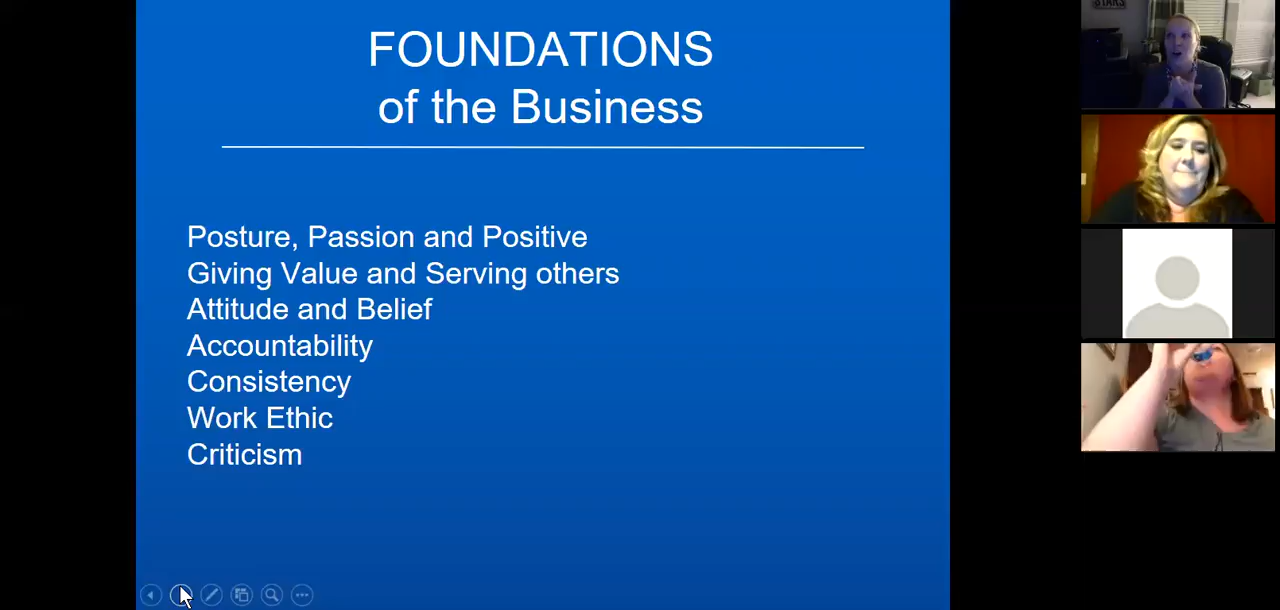 FOUNDATIONS
of the Business
Posture, Passion and Positive
Giving Value and Serving others
Attitude and Belief
Accountability
Consistency
Work Ethic
Criticism
STARS